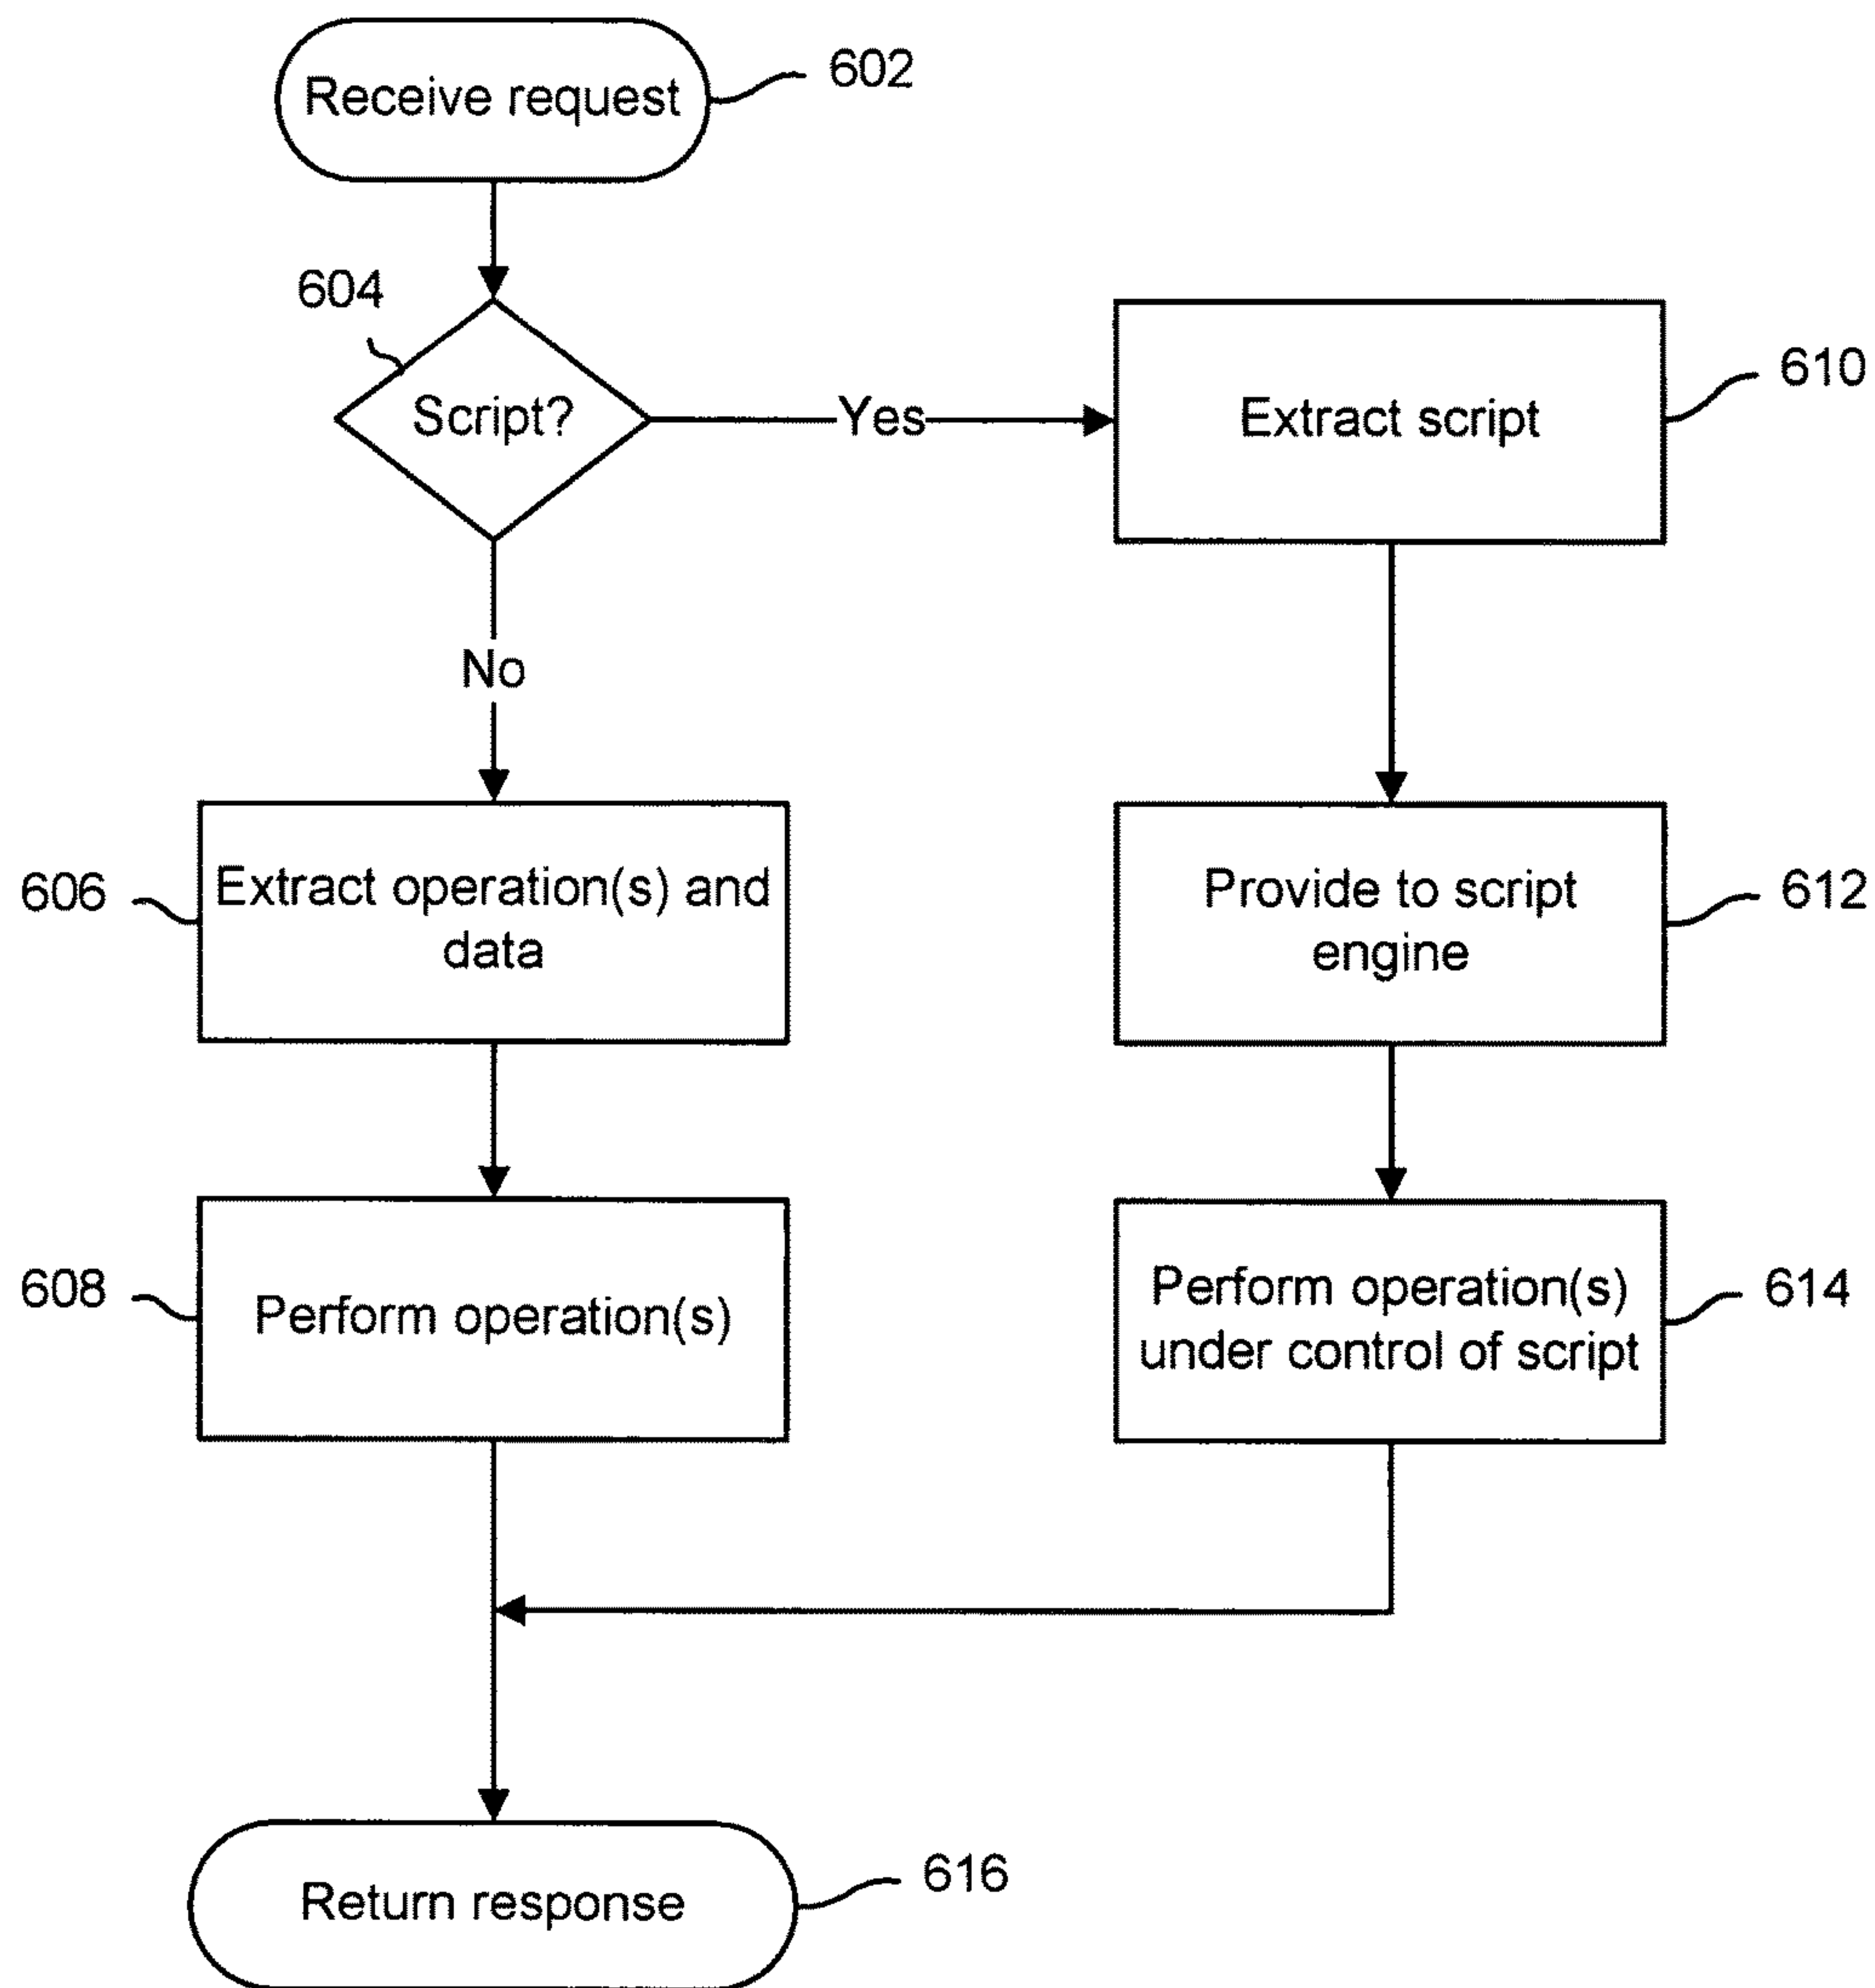 Receive request
602
604
Script?
Yes
Extract script
610
No
606
Extract operation(s) and
data
Provide to script
engine
612
608
Perform operation(s)
Perform operation(s)
under control of script
614
Return response
616